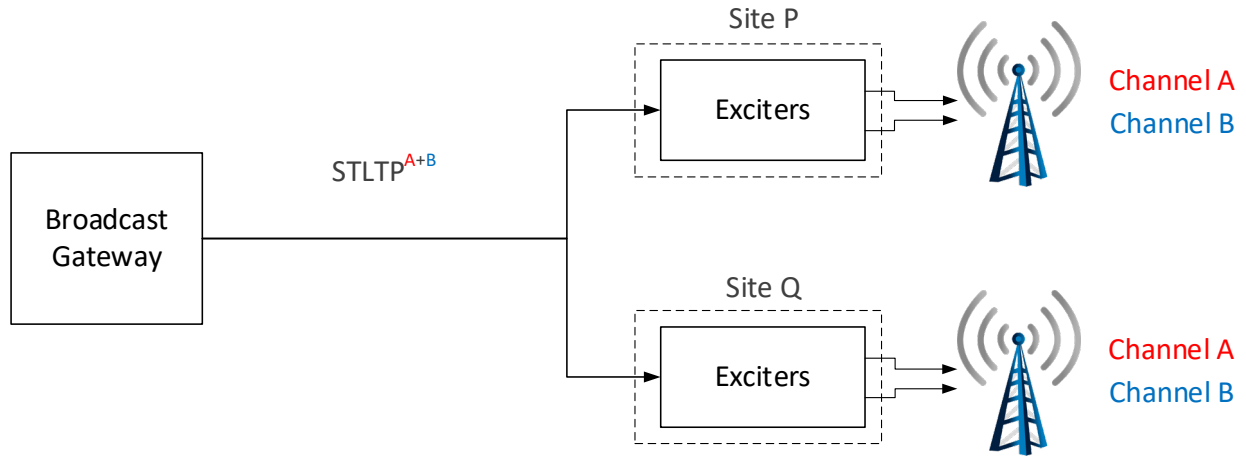 Site P
Exciters
Channel A
Channel B
STLTP^A+B
Broadcast
Gateway
Site Q
Exciters
Channel A
Channel B